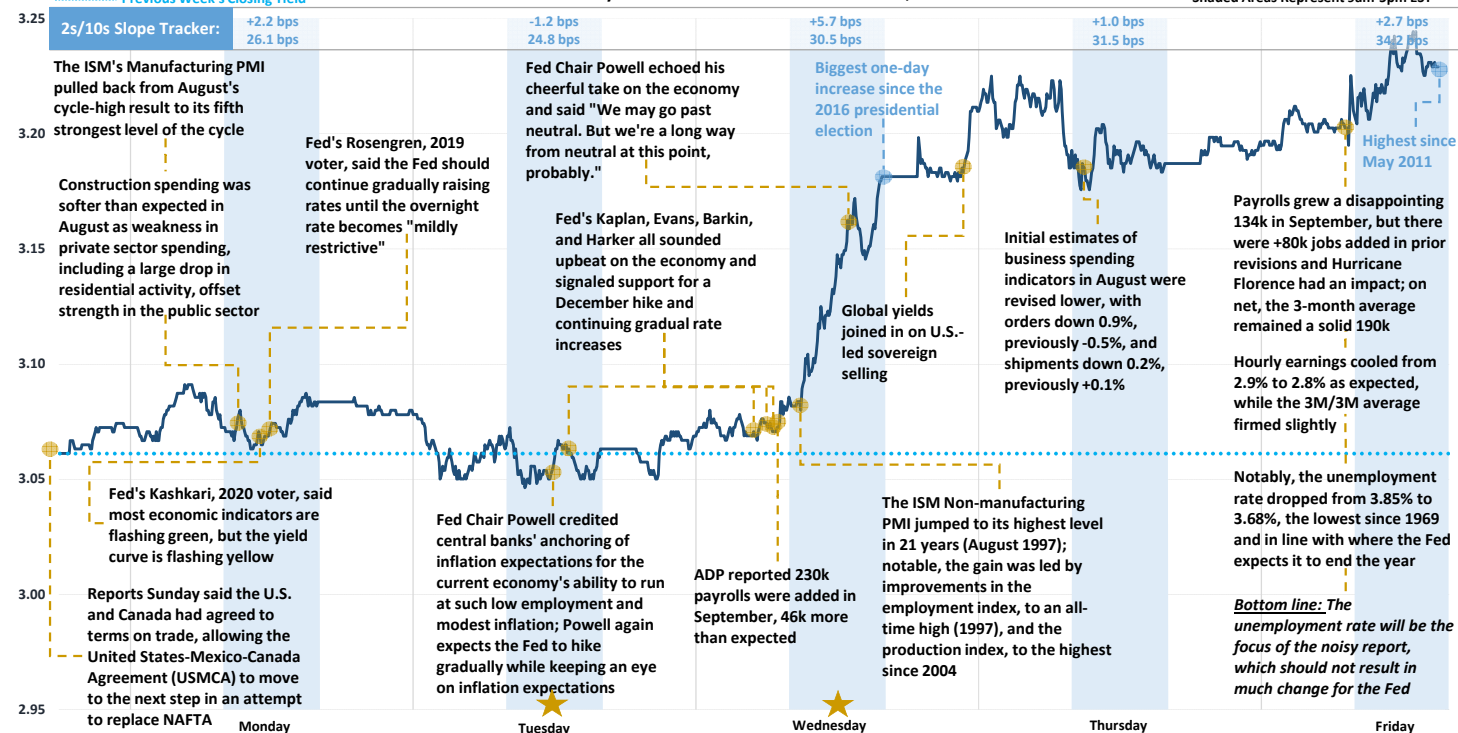 Previous Week's Closing Yield
3.25
2s/10s Slope Tracker:
+2.2 bps
26.1 bps
-1.2 bps
24.8 bps
+5.7 bps
30.5 bps
+1.0 bps
31.5 bps
+2.7 bps
34.2 bps
The ISM's Manufacturing PMI
pulled back from August's
cycle-high result to its fifth
strongest level of the cycle
Construction spending was
softer than expected in
August as weakness in
private sector spending,
including a large drop in
residential activity, offset
strength in the public sector
Fed's Rosengren, 2019
voter, said the Fed should
continue gradually raising
rates until the overnight
rate becomes "mildly
restrictive"
Fed Chair Powell echoed his
cheerful take on the economy
and said "We may go past
neutral. But we're a long way
from neutral at this point,
probably."
Fed's Kaplan, Evans, Barkin,
and Harker all sounded
upbeat on the economy and
signaled support for a
December hike and
continuing gradual rate
increases
Biggest one-day
increase since the
2016 presidential
election
Global yields
joined in on U.S.-
led sovereign
selling
Initial estimates of
business spending
indicators in August were
revised lower, with
orders down 0.9%,
previously -0.5%, and
shipments down 0.2%,
previously +0.1%
Highest since
May 2011
Payrolls grew a disappointing
134k in September, but there
were +80k jobs added in prior
revisions and Hurricane
Florence had an impact; on
net, the 3-month average
remained a solid 190k
Hourly earnings cooled from
2.9% to 2.8% as expected,
while the 3M/3M average
firmed slightly
Notably, the unemployment
rate dropped from 3.85% to
3.68%, the lowest since 1969
and in line with where the Fed
expects it to end the year
Bottom line: The
unemployment rate will be the
focus of the noisy report,
which should not result in
much change for the Fed
3.20
3.15
3.10
3.05
3.00
2.95
Fed's Kashkari, 2020 voter, said
most economic indicators are
flashing green, but the yield
curve is flashing yellow
Reports Sunday said the U.S.
and Canada had agreed to
terms on trade, allowing the
United States-Mexico-Canada
Agreement (USMCA) to move
to the next step in an attempt
to replace NAFTA
Fed Chair Powell credited
central banks' anchoring of
inflation expectations for the
current economy's ability to run
at such low employment and
modest inflation; Powell again
expects the Fed to hike
gradually while keeping an eye
on inflation expectations
ADP reported 230k
payrolls were added in
September, 46k more
than expected
The ISM Non-manufacturing
PMI jumped to its highest level
in 21 years (August 1997);
notable, the gain was led by
improvements in the
employment index, to an all-
time high (1997), and the
production index, to the highest
since 2004
Monday
Tuesday
Wednesday
Thursday
Friday